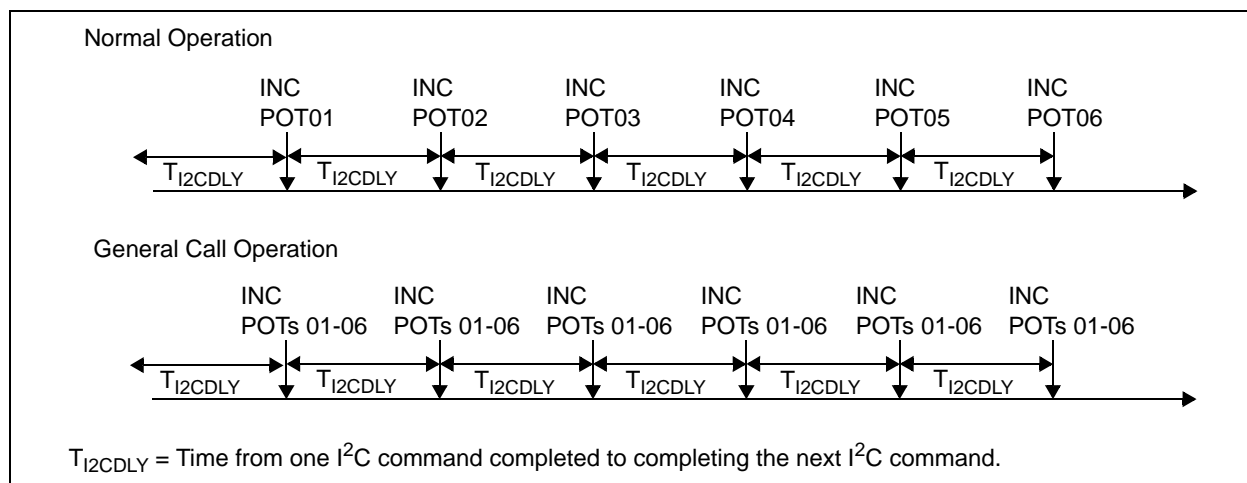 Normal Operation
INC INC INC INC INC INC
POT01 POT02 POT03 POT04 POT05 POT06
TI2CDLY TI2CDLY TI2CDLY TI2CDLY TI2CDLY TI2CDLY
General Call Operation
INC INC INC INC INC INC
POTs 01-06 POTs 01-06 POTs 01-06 POTs 01-06 POTs 01-06 POTs 01-06
TI2CDLY TI2CDLY TI2CDLY TI2CDLY TI2CDLY TI2CDLY
TI2CDLY = Time from one I²C command completed to completing the next I²C command.